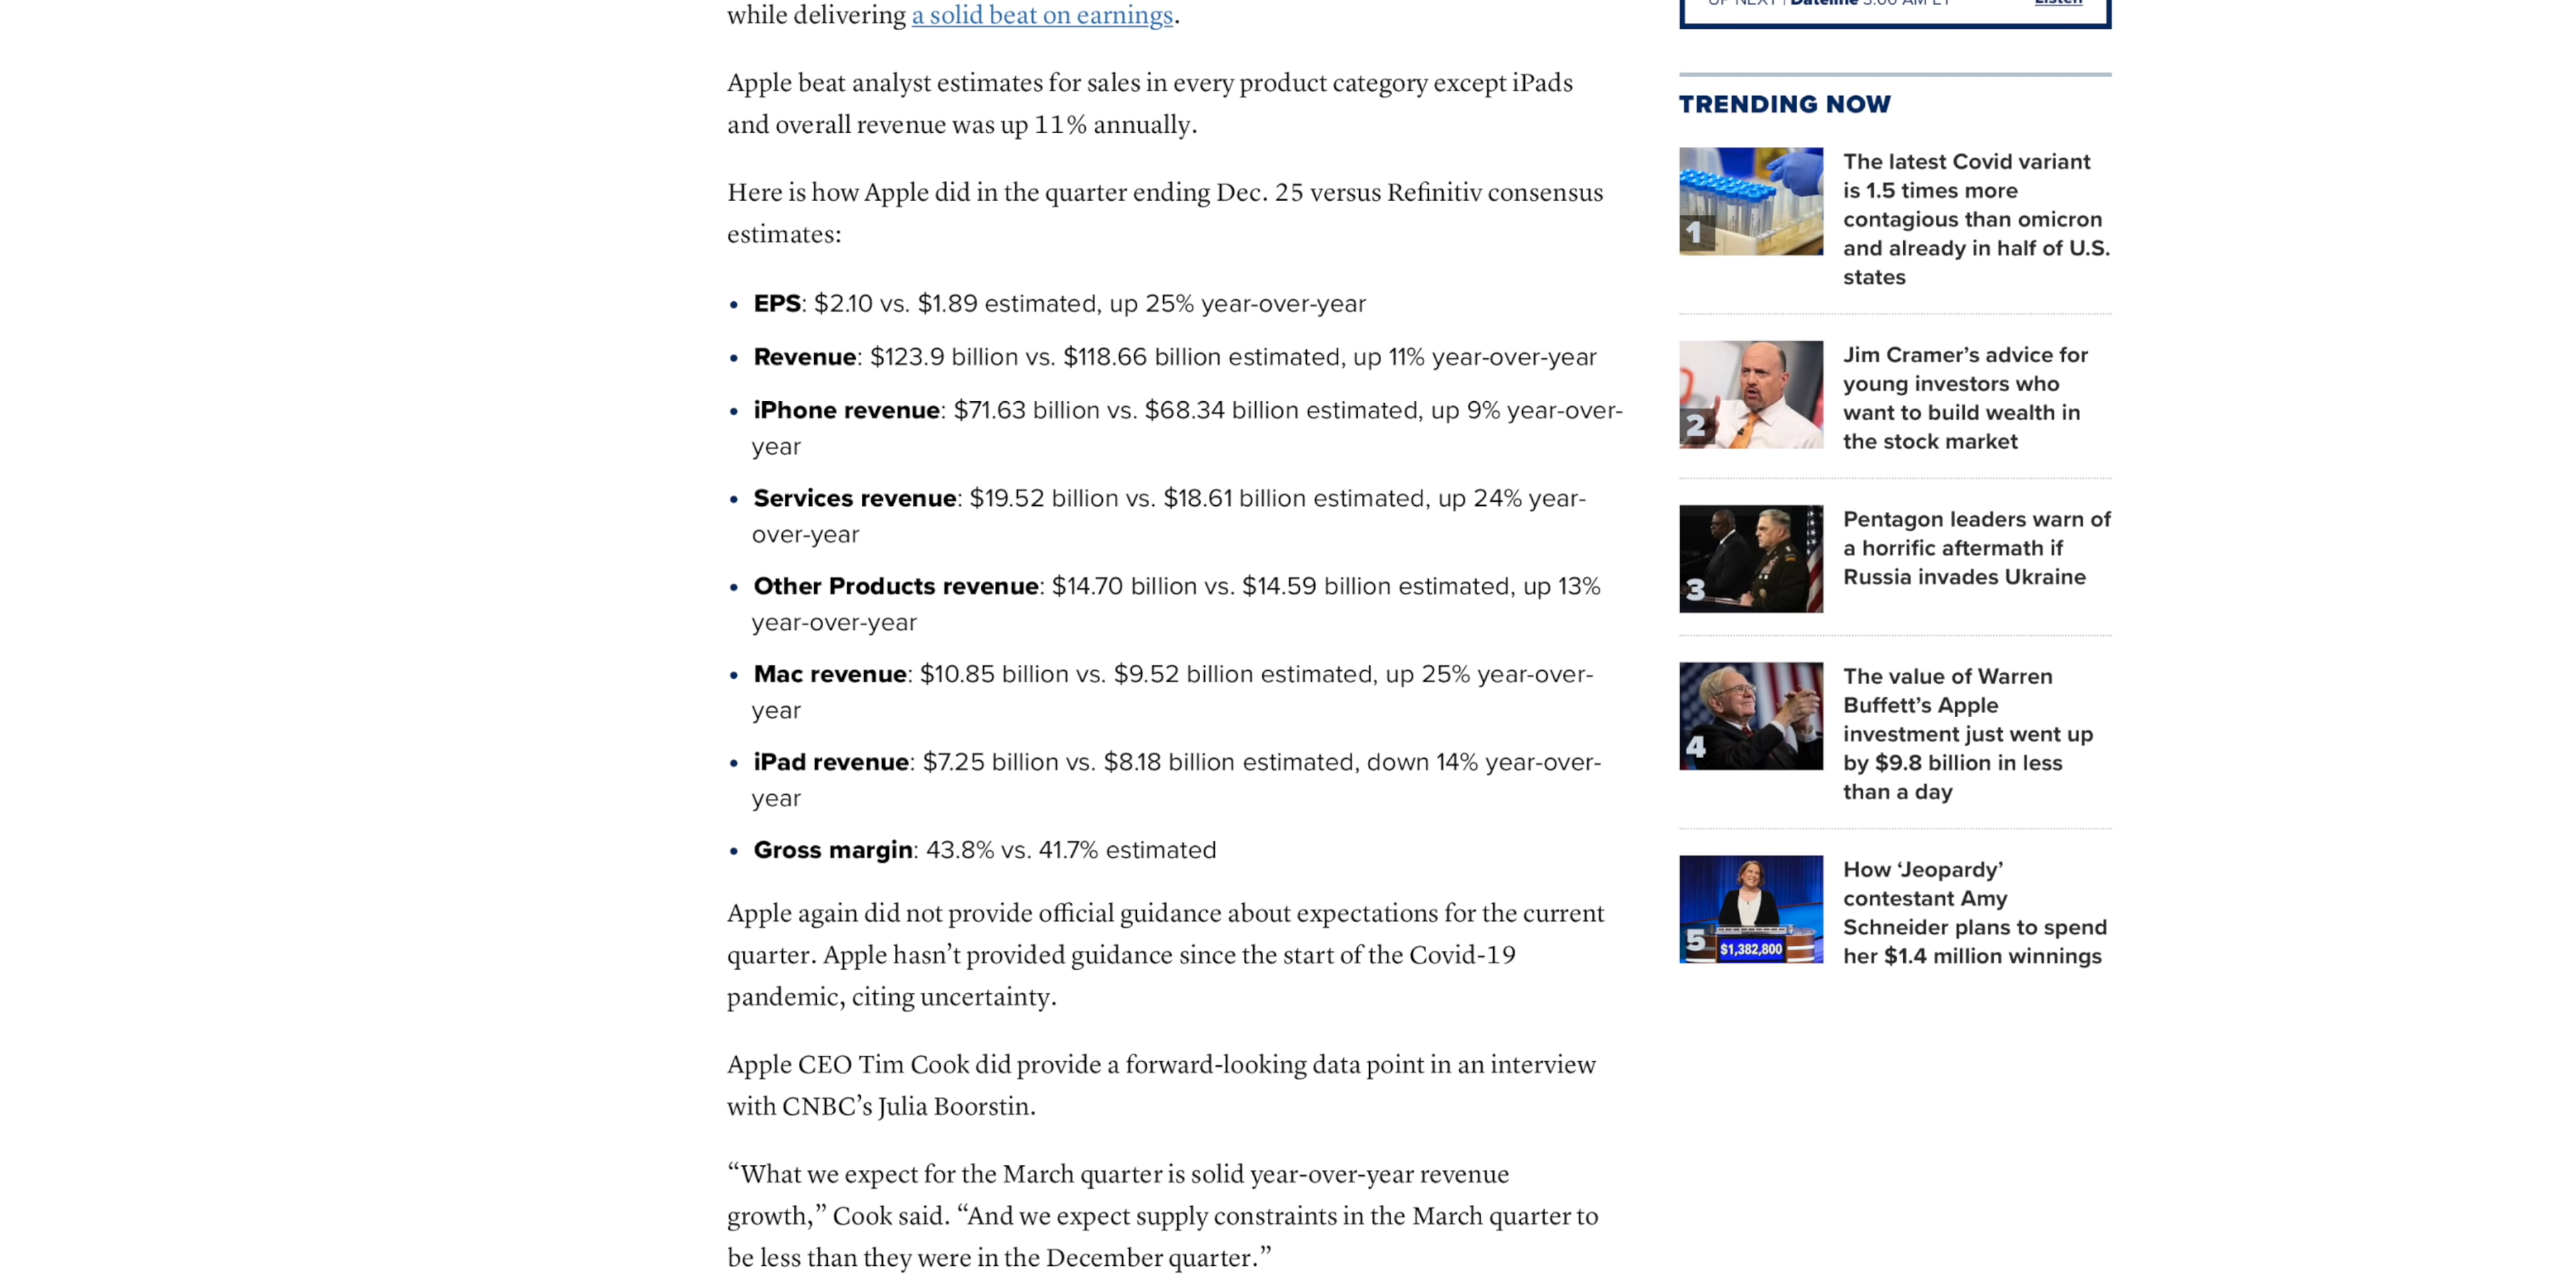 while delivering a solid beat on earnings.
Apple beat analyst estimates for sales in every product category except iPads
and overall revenue was up 11% annually.
Here is how Apple did in the quarter ending Dec. 25 versus Refinitiv consensus
estimates:
• EPS: $2.10 vs. $1.89 estimated, up 25% year-over-year
• Revenue: $123.9 billion vs. $118.66 billion estimated, up 11% year-over-year
• iPhone revenue: $71.63 billion vs. $68.34 billion estimated, up 9% year-over-
year
• Services revenue: $19.52 billion vs. $18.61 billion estimated, up 24% year-
over-year
• Other Products revenue: $14.70 billion vs. $14.59 billion estimated, up 13%
year-over-year
• Mac revenue: $10.85 billion vs. $9.52 billion estimated, up 25% year-over-
year
• iPad revenue: $7.25 billion vs. $8.18 billion estimated, down 14% year-over-
year
• Gross margin: 43.8% vs. 41.7% estimated
Apple again did not provide official guidance about expectations for the current
quarter. Apple hasn’t provided guidance since the start of the Covid-19
pandemic, citing uncertainty.
Apple CEO Tim Cook did provide a forward-looking data point in an interview
with CNBC’s Julia Boorstin.
“What we expect for the March quarter is solid year-over-year revenue
growth,” Cook said. “And we expect supply constraints in the March quarter to
be less than they were in the December quarter.”
UP NEXT | Dateline 3:00 AM ET
Listen
TRENDING NOW
1
The latest Covid variant
is 1.5 times more
contagious than omicron
and already in half of U.S.
states
2
Jim Cramer’s advice for
young investors who
want to build wealth in
the stock market
3
Pentagon leaders warn of
a horrific aftermath if
Russia invades Ukraine
4
The value of Warren
Buffett’s Apple
investment just went up
by $9.8 billion in less
than a day
5
$1,382,800
How ‘Jeopardy’
contestant Amy
Schneider plans to spend
her $1.4 million winnings